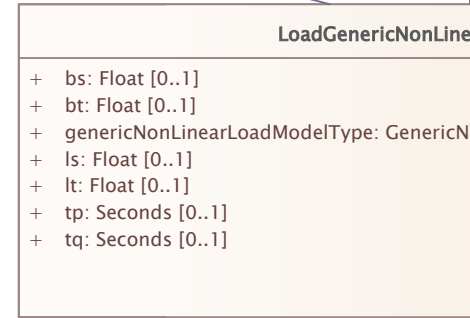 LoadGenericNonLine
+ bs: Float [0..1]
+ bt: Float [0..1]
+ genericNonLinearLoadModelType: GenericN
+ ls: Float [0..1]
+ lt: Float [0..1]
+ tp: Seconds [0..1]
+ tq: Seconds [0..1]